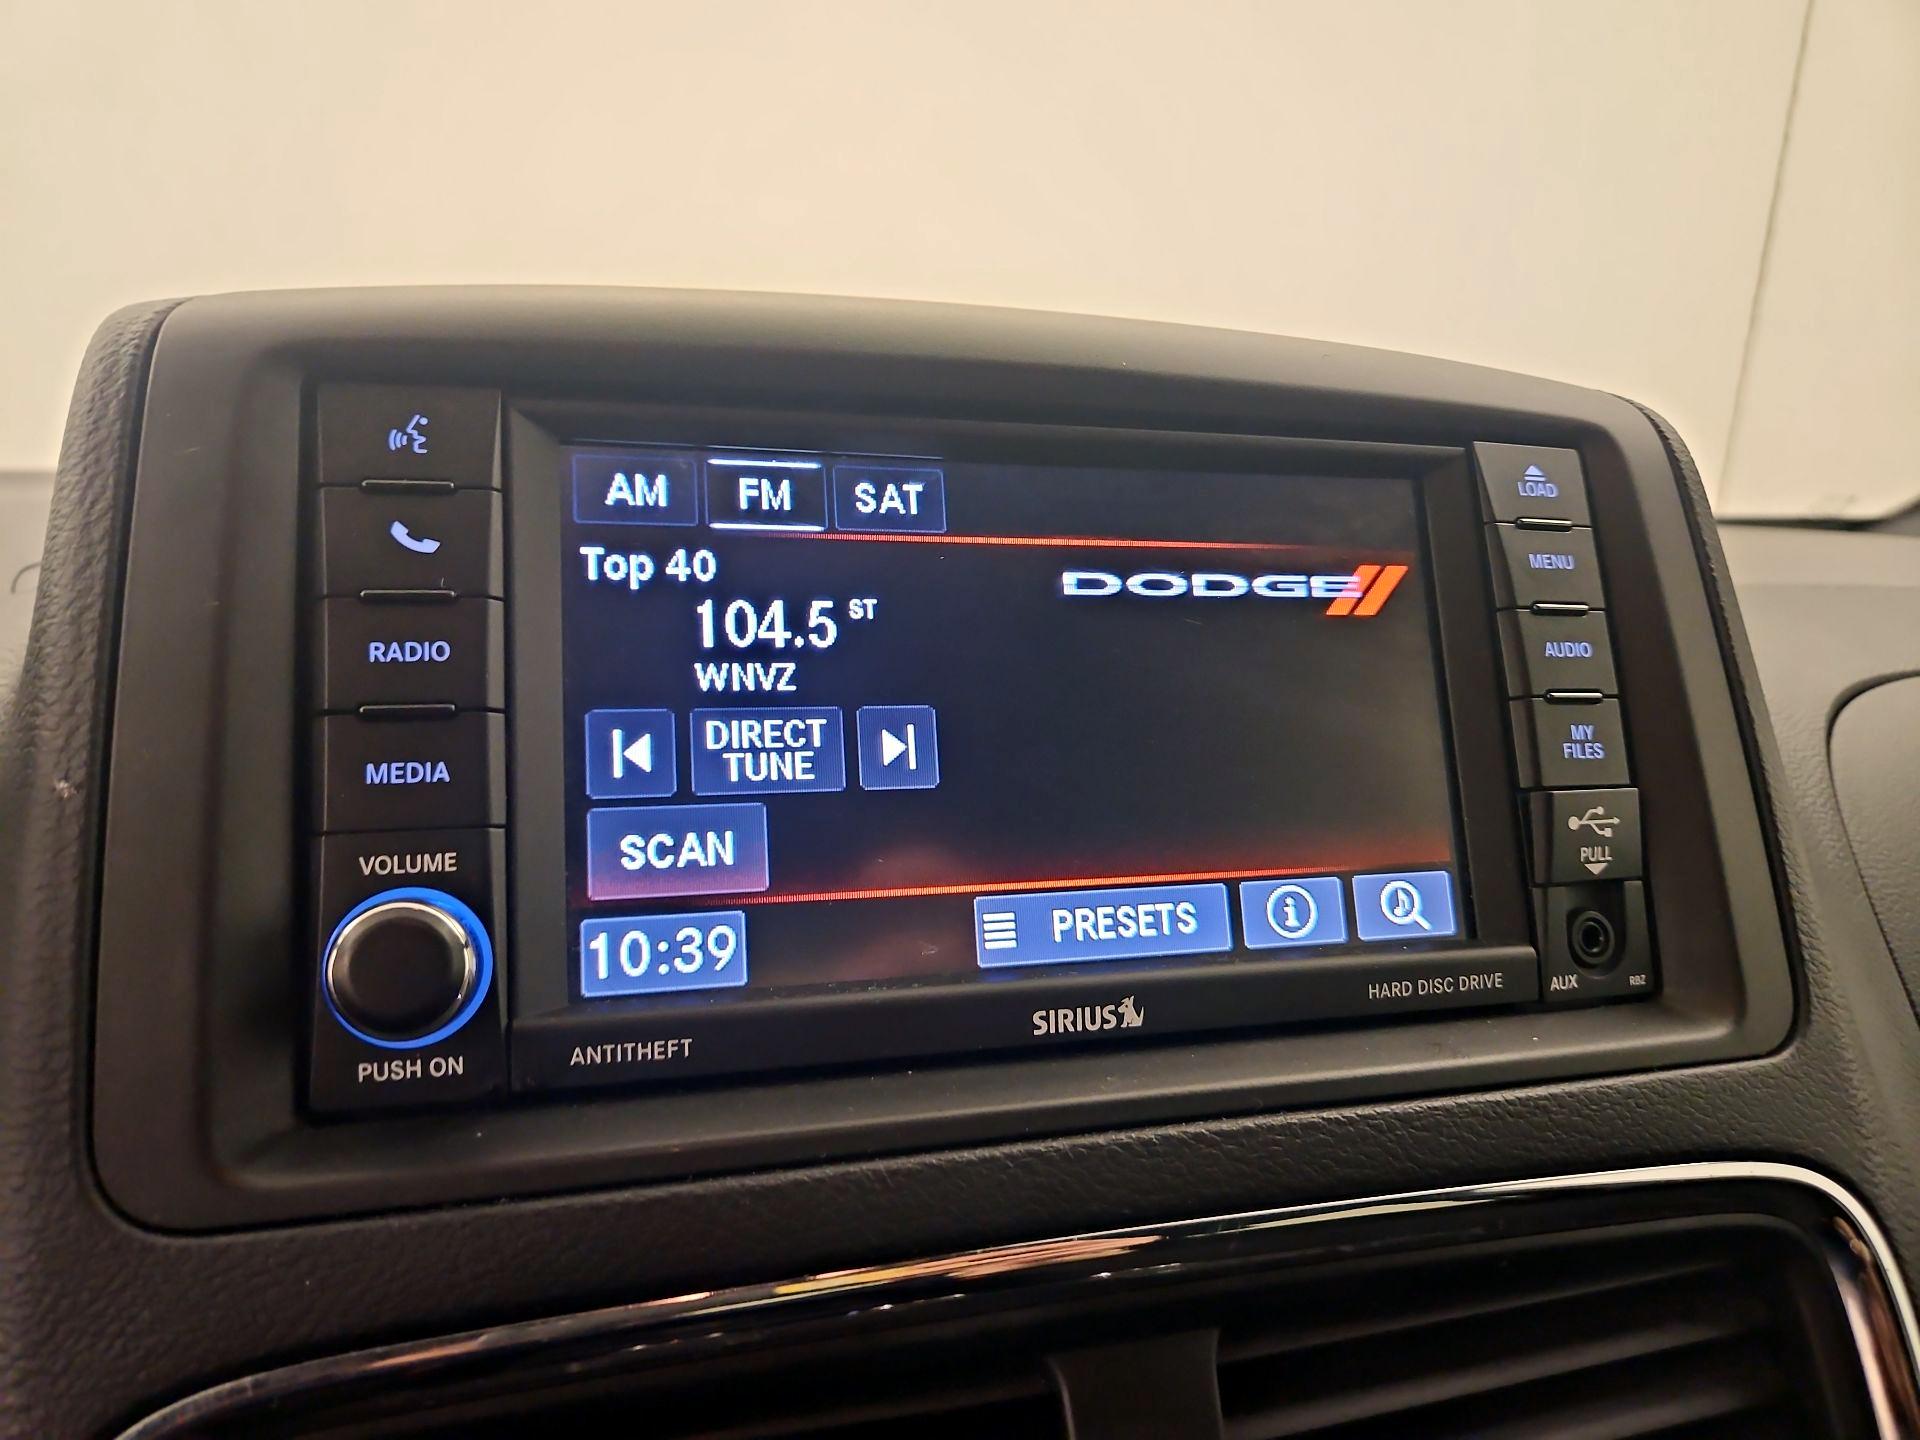 AM FM SAT
Top 40
104.5 ST
WNVZ
DIRECT
TUNE
SCAN
10:39
PRESETS
DODGE
RADIO
MEDIA
VOLUME
PUSH ON
LOAD
MENU
AUDIO
MY
FILES
PULL
AUX
RBZ
ANTITHEFT
SIRIUS
HARD DISC DRIVE